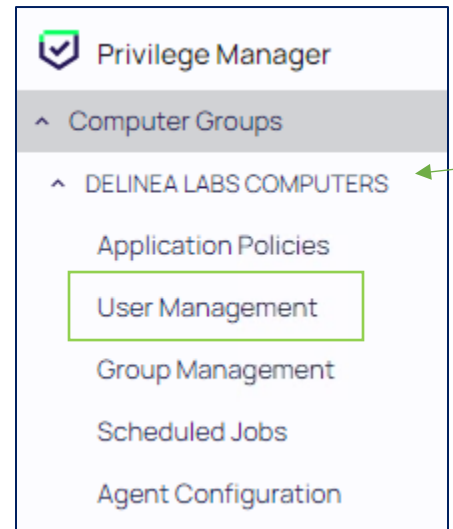 Privilege Manager
Computer Groups
DELINEA LABS COMPUTERS
Application Policies
User Management
Group Management
Scheduled Jobs
Agent Configuration